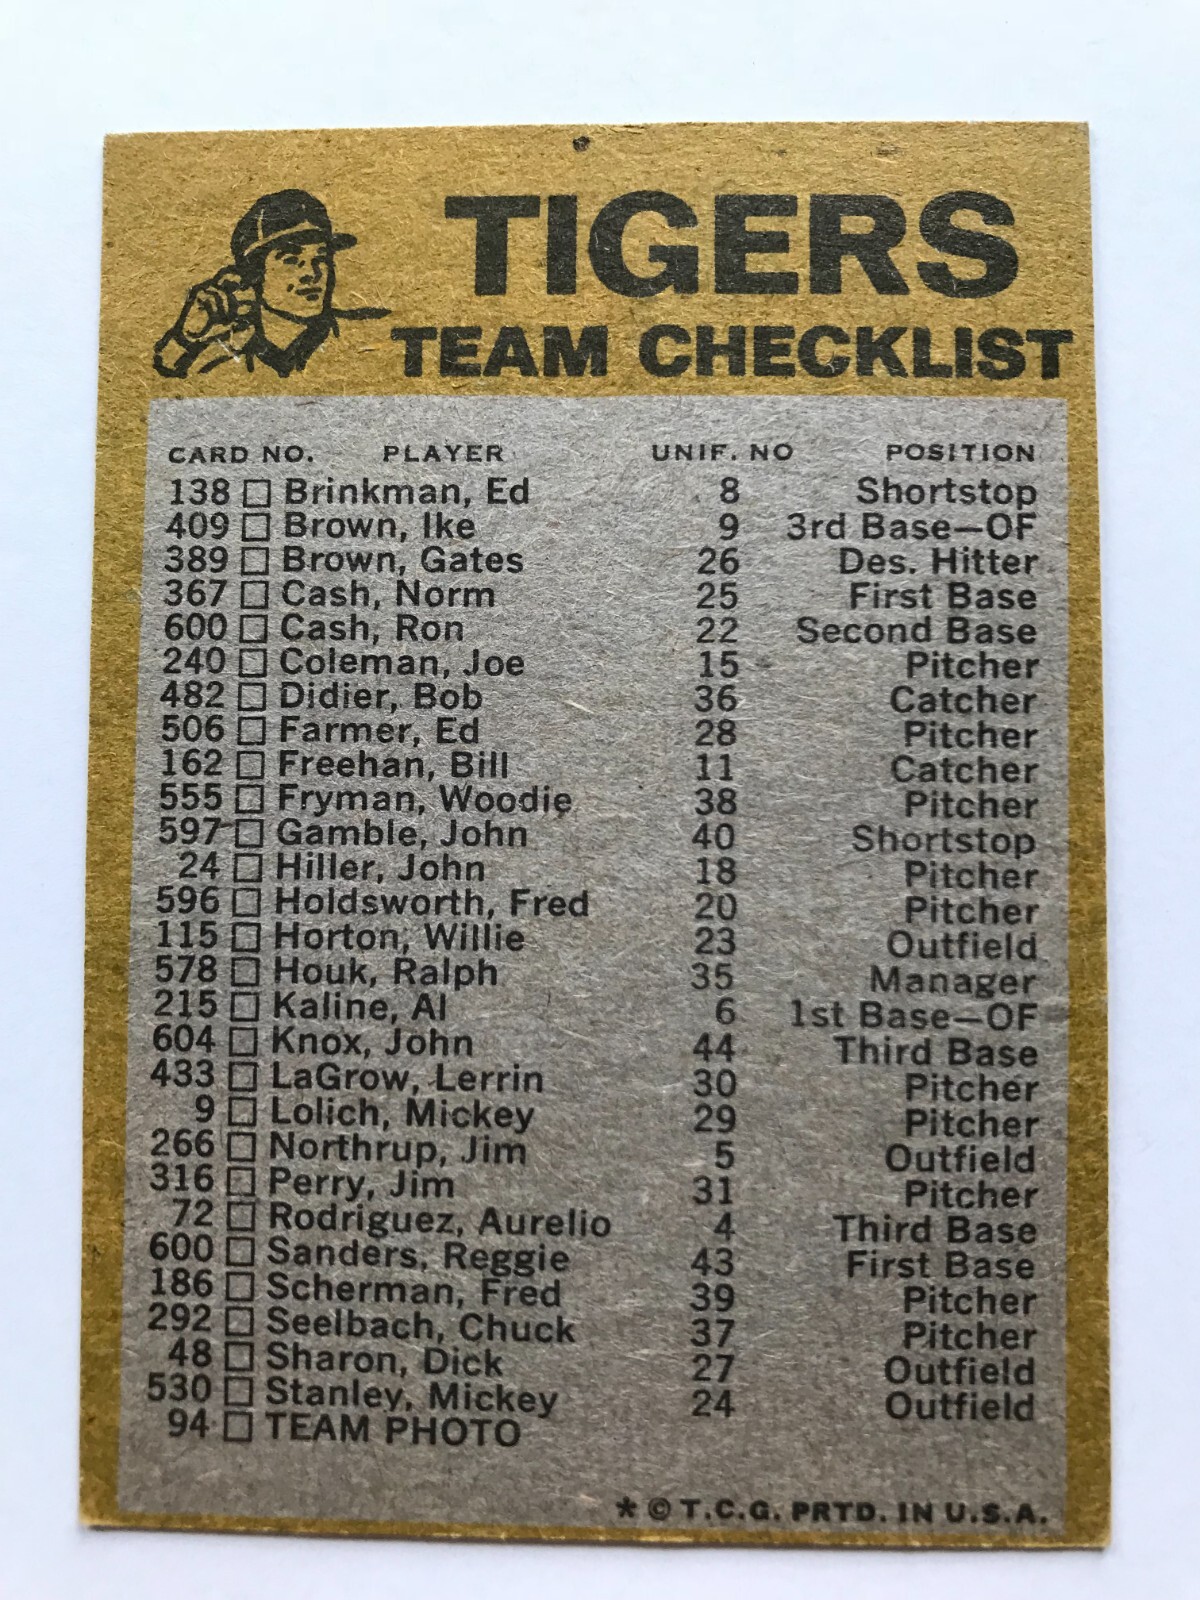 TIGERS
TEAM CHECKLIST
CARD NO. PLAYER UNIF. NO POSITION
138 □ Brinkman, Ed 8 Shortstop
409 □ Brown, Ike 9 3rd Base—OF
389 □ Brown, Gates 26 Des. Hitter
367 □ Cash, Norm 25 First Base
600 □ Cash, Ron 22 Second Base
240 □ Coleman, Joe 15 Pitcher
482 □ Didier, Bob 36 Catcher
506 □ Farmer, Ed 28 Pitcher
162 □ Freehan, Bill 11 Catcher
555 □ Fryman, Woodie 38 Pitcher
597 □ Gamble, John 40 Shortstop
24 □ Hiller, John 18 Pitcher
596 □ Holdsworth, Fred 20 Pitcher
115 □ Horton, Willie 23 Outfield
578 □ Houk, Ralph 35 Manager
215 □ Kaline, Al 6 1st Base—OF
604 □ Knox, John 44 Third Base
433 □ LaGrow, Lerrin 30 Pitcher
9 □ Lolich, Mickey 29 Pitcher
266 □ Northrup, Jim 5 Outfield
316 □ Perry, Jim 31 Pitcher
72 □ Rodriguez, Aurelio 4 Third Base
600 □ Sanders, Reggie 43 First Base
186 □ Scherman, Fred 39 Pitcher
292 □ Seelbach, Chuck 37 Pitcher
48 □ Sharon, Dick 27 Outfield
530 □ Stanley, Mickey 24 Outfield
94 □ TEAM PHOTO
* © T.C.G. PRTD. IN U.S.A.